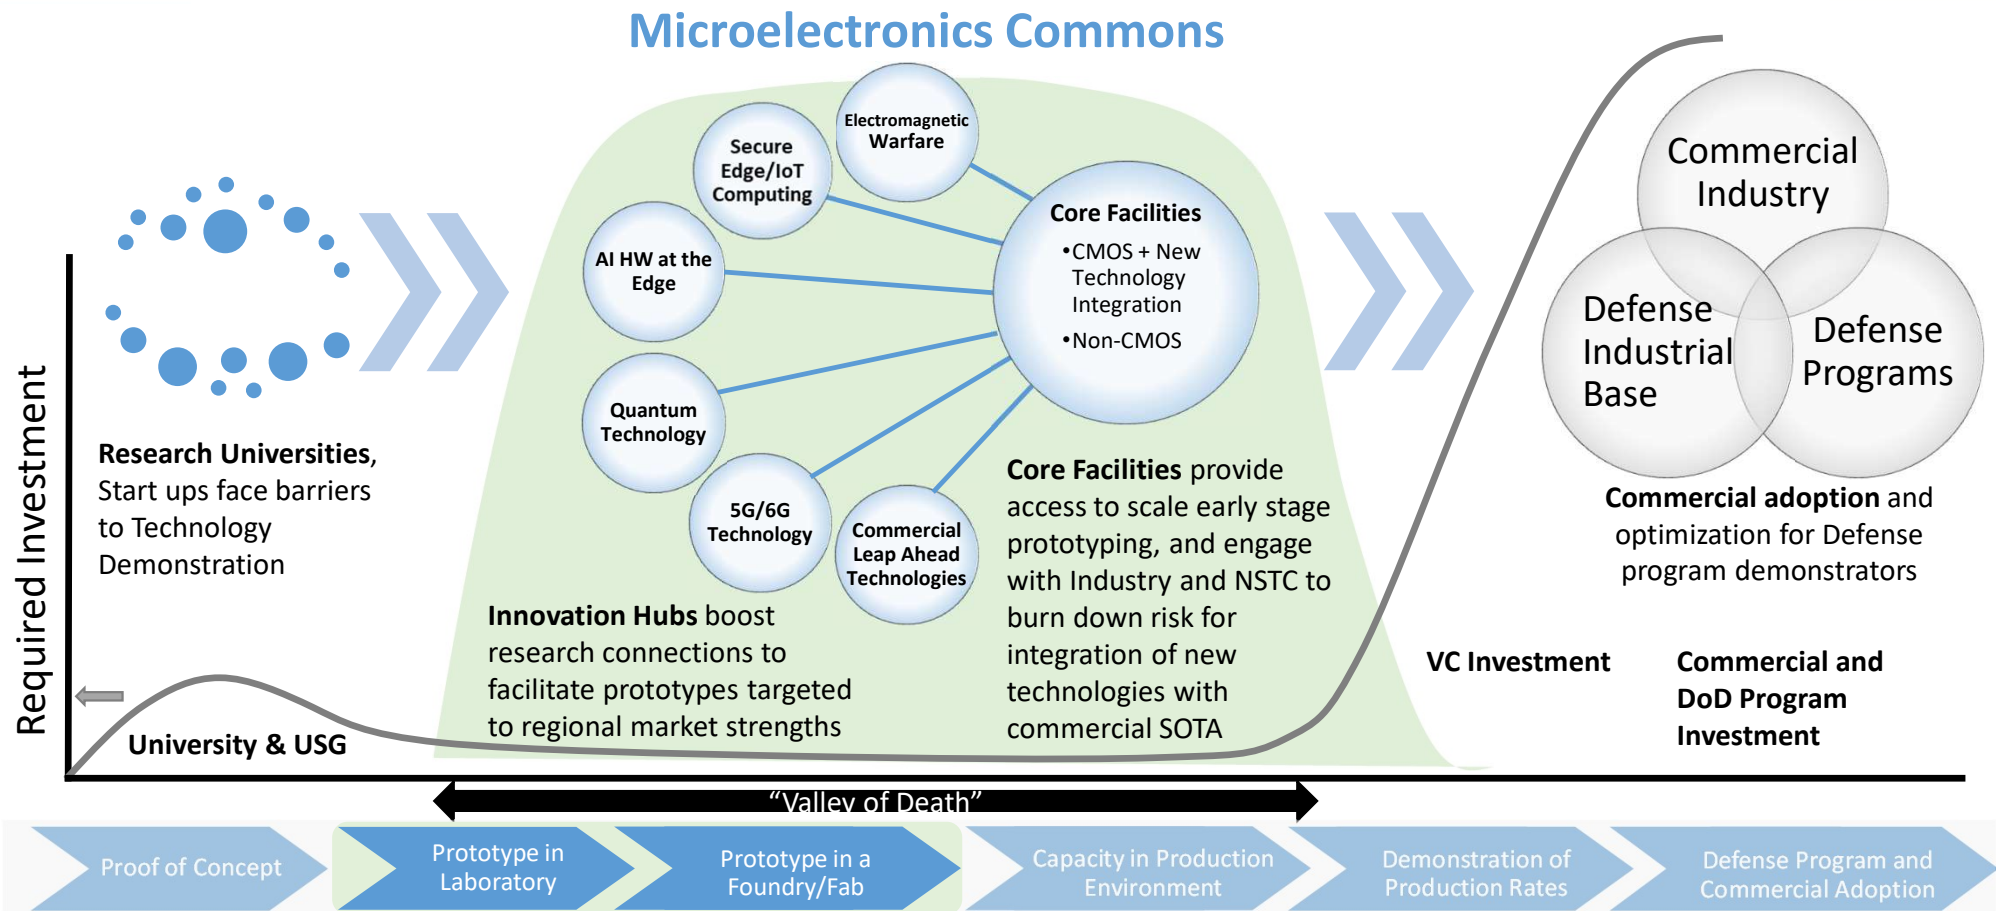 Microelectronics Commons
Electromagnetic
Warfare
Secure
Edge/IoT
Computing
AI HW at the
Edge
Quantum
Technology
5G/6G
Technology
Commercial
Leap Ahead
Technologies
Core Facilities
•CMOS + New
Technology
Integration
•Non-CMOS
Commercial
Industry
Defense
Industrial
Base
Defense
Programs
Required Investment
Research Universities,
Start ups face barriers
to Technology
Demonstration
University & USG
Innovation Hubs boost
research connections to
facilitate prototypes targeted
to regional market strengths
Core Facilities provide
access to scale early stage
prototyping, and engage
with Industry and NSTC to
burn down risk for
integration of new
technologies with
commercial SOTA
Commercial adoption and
optimization for Defense
program demonstrators
VC Investment
Commercial and
DoD Program
Investment
“Valley of Death”
Proof of Concept
Prototype in
Laboratory
Prototype in a
Foundry/Fab
Capacity in Production
Environment
Demonstration of
Production Rates
Defense Program and
Commercial Adoption